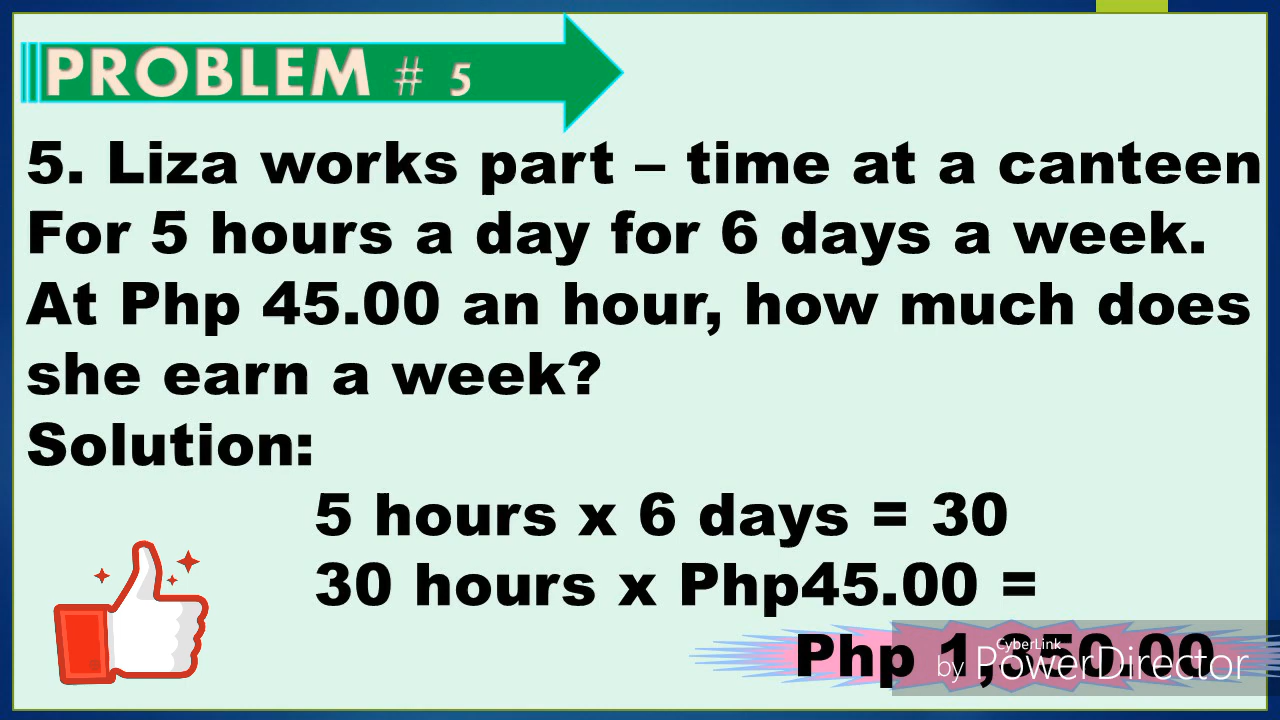 PROBLEM # 5
5. Liza works part – time at a canteen
For 5 hours a day for 6 days a week.
At Php 45.00 an hour, how much does
she earn a week?
Solution:
5 hours x 6 days = 30
30 hours x Php45.00 =
Php
CyberLink
by PowerDirector